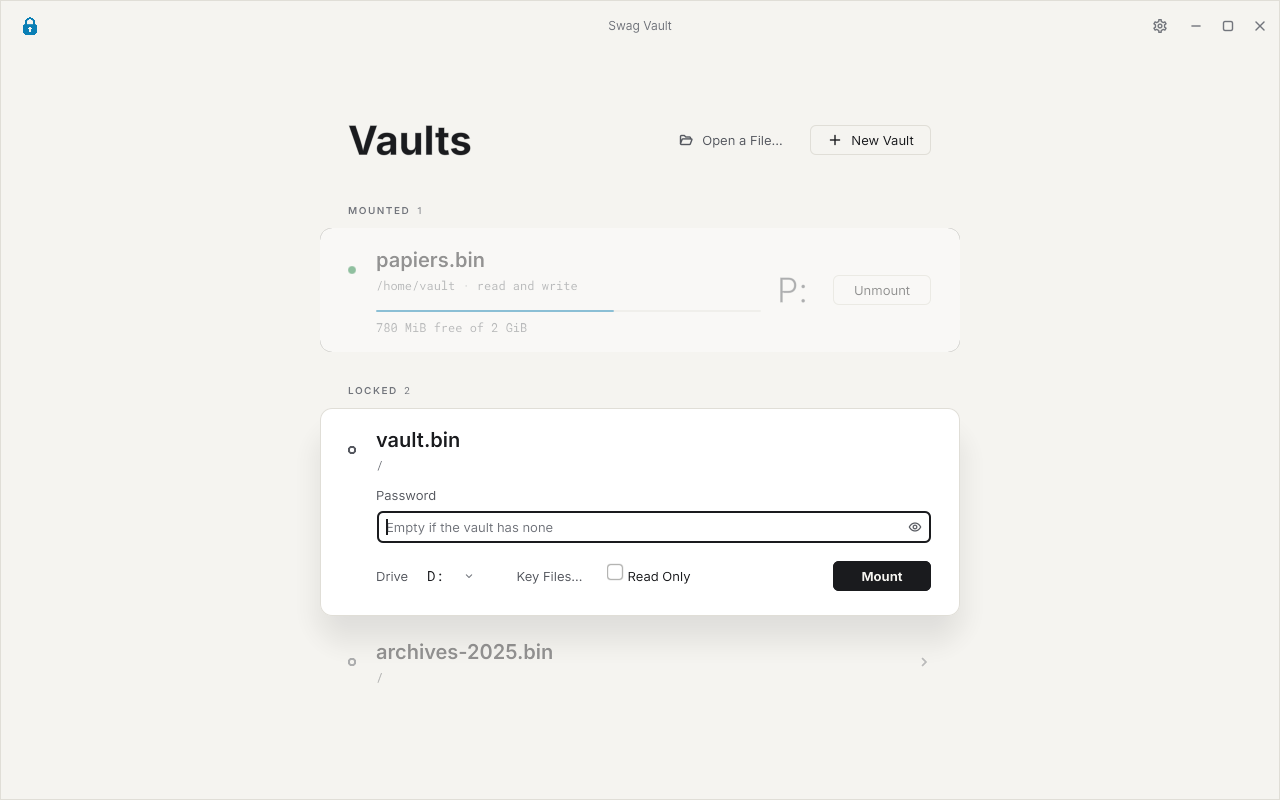 Swag Vault
Vaults
Open a File...
New Vault
MOUNTED 1
papiers.bin
/home/vault · read and write
780 MiB free of 2 GiB
P:
Unmount
LOCKED 2
vault.bin
/
Password
Empty if the vault has none
Drive D: Key Files... Read Only Mount
archives-2025.bin
/